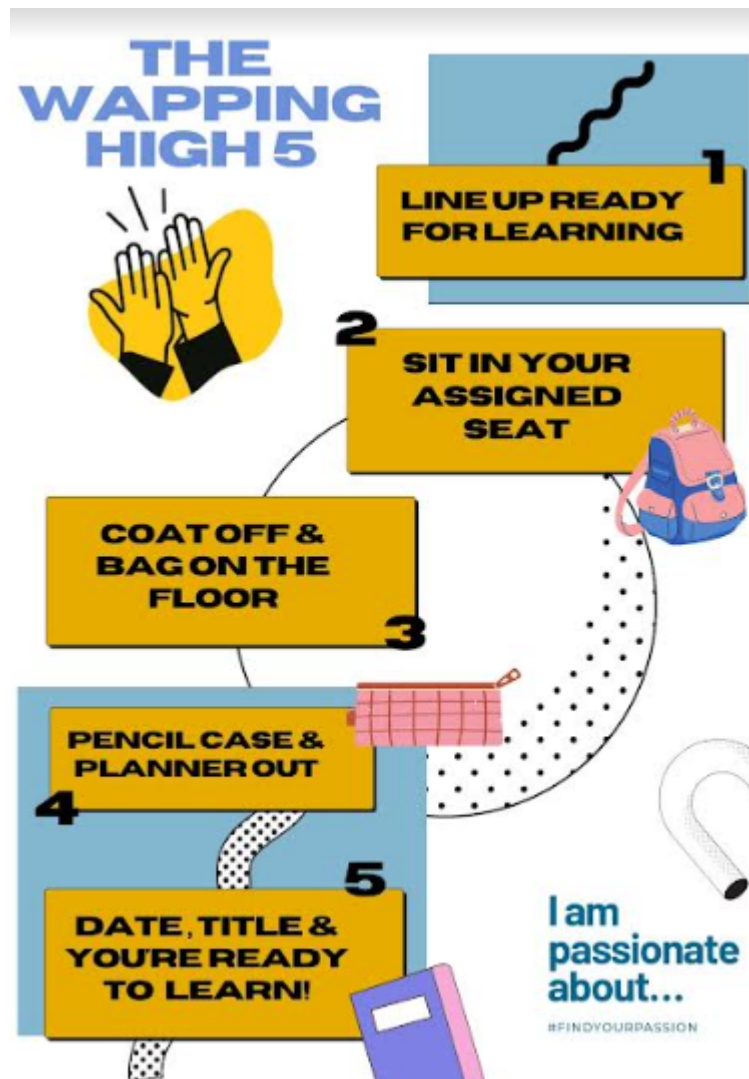 THE
WAPPING
HIGH 5
1
LINE UP READY
FOR LEARNING
2
SIT IN YOUR
ASSIGNED
SEAT
COAT OFF &
BAG ON THE
FLOOR
3
PENCIL CASE &
PLANNER OUT
4
5
DATE, TITLE &
YOU'RE READY
TO LEARN!
I am
passionate
about...
#FINDYOURPASSION